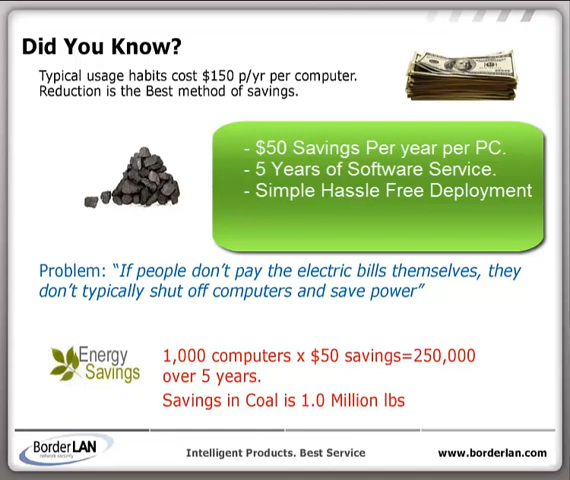 Did You Know?
Typical usage habits cost $150 p/yr per computer.
Reduction is the Best method of savings.
- $50 Savings Per year per PC.
- 5 Years of Software Service.
- Simple Hassle Free Deployment
Problem: “If people don’t pay the electric bills themselves, they
don’t typically shut off computers and save power”
Energy
Savings
1,000 computers x $50 savings=250,000
over 5 years.
Savings in Coal is 1.0 Million lbs
BorderLAN
network security
Intelligent Products. Best Service
www.borderlan.com